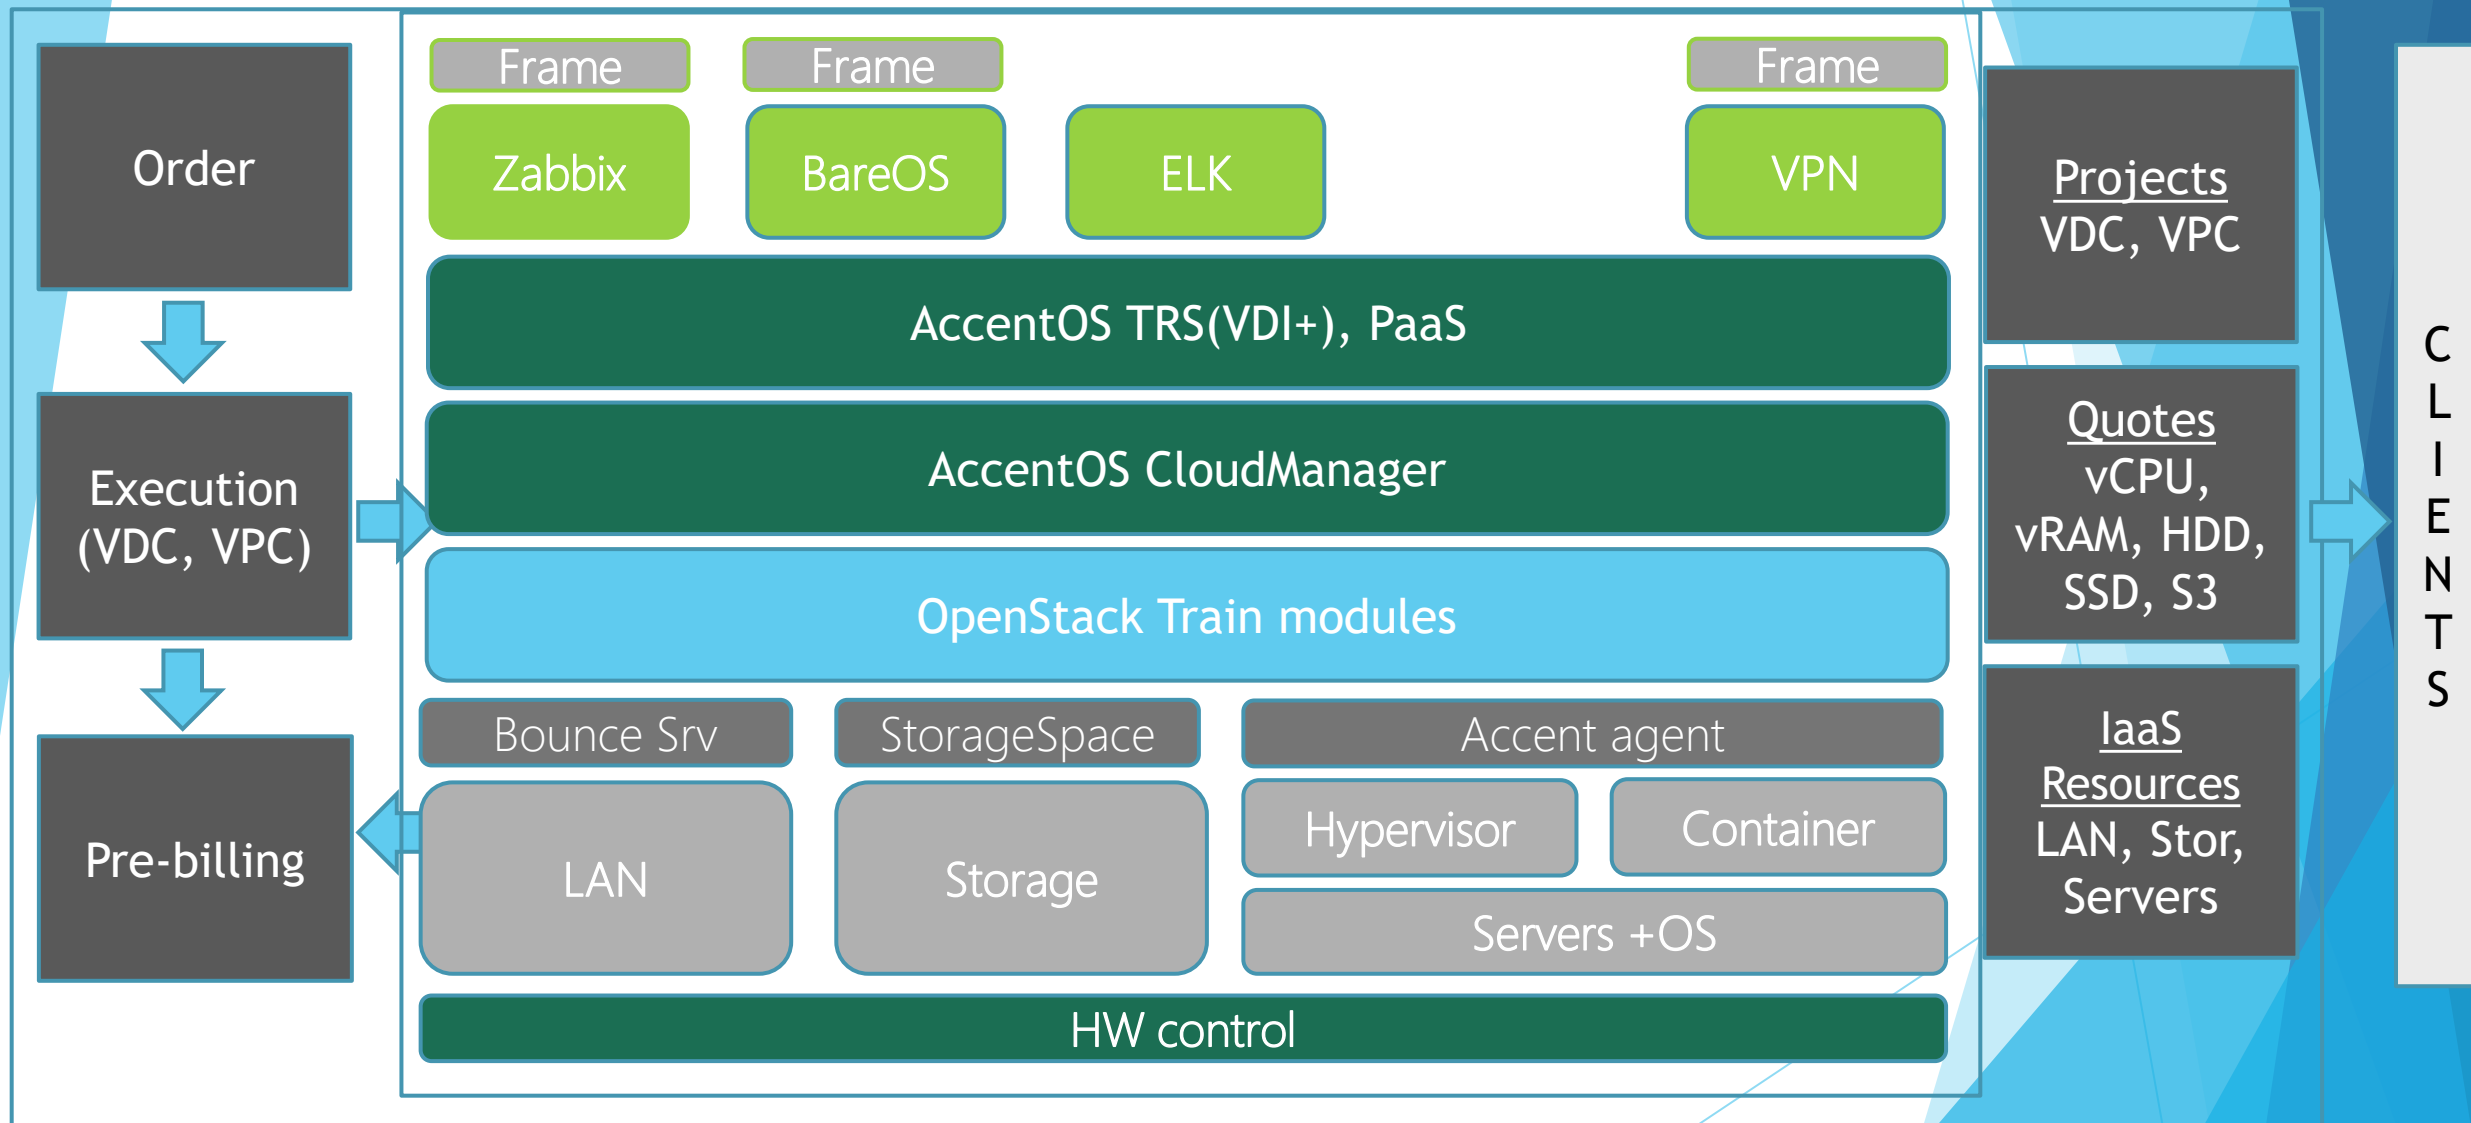 Order
Execution
(VDC, VPC)
Pre-billing
Frame
Frame
Frame
Zabbix
BareOS
ELK
VPN
AccentOS TRS(VDI+), PaaS
AccentOS CloudManager
OpenStack Train modules
Bounce Srv
StorageSpace
Accent agent
LAN
Storage
Hypervisor
Container
Servers +OS
HW control
Projects
VDC, VPC
Quotes
vCPU,
vRAM, HDD,
SSD, S3
IaaS
Resources
LAN, Stor,
Servers
C
L
I
E
N
T
S